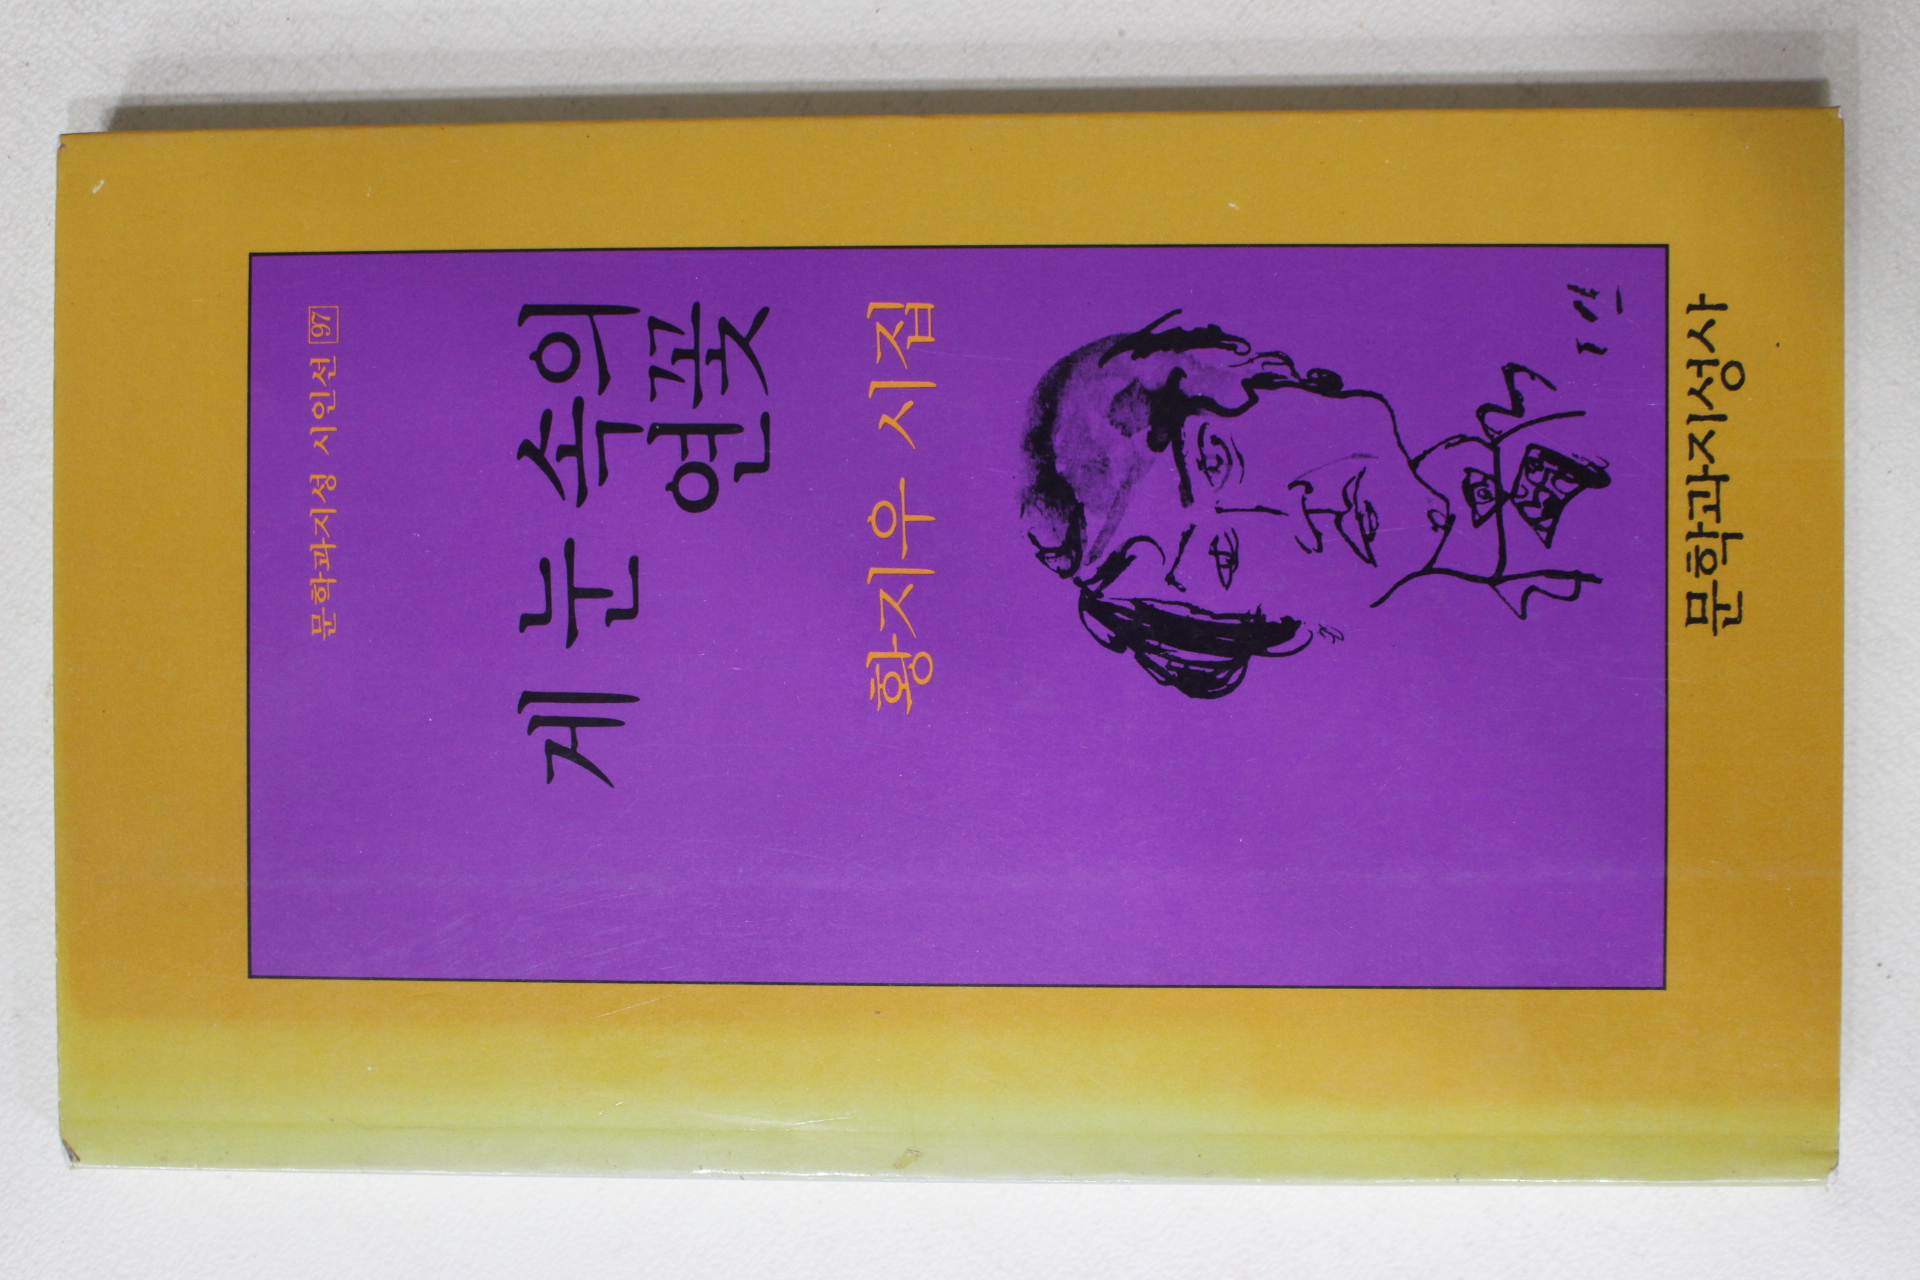 문학과지성 시인선 97
게 눈 속의
연꽃
황지우 시집
문학과지성사